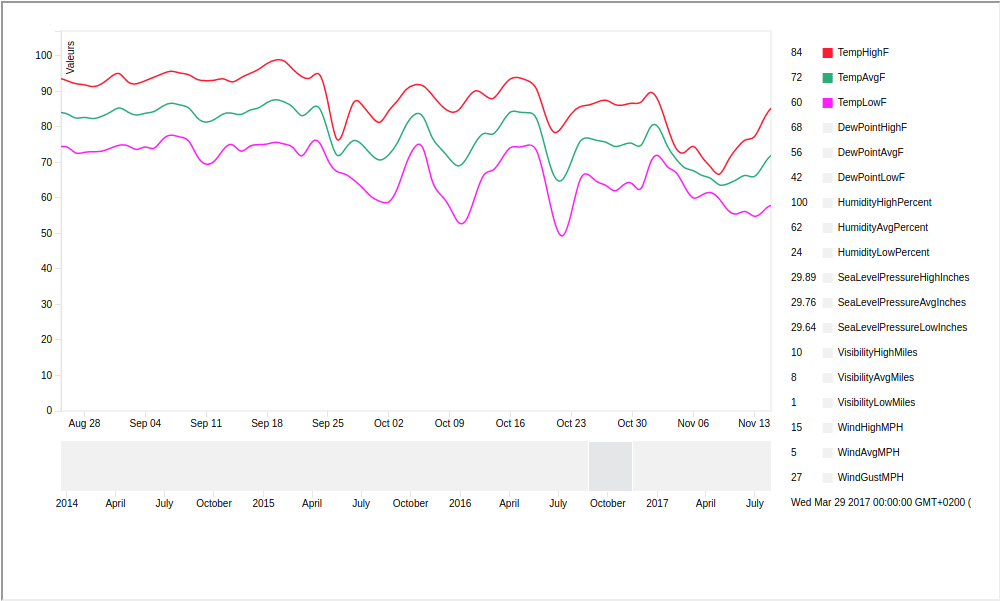 Valeurs
100
90
80
70
60
50
40
30
20
10
0
Aug 28 Sep 04 Sep 11 Sep 18 Sep 25 Oct 02 Oct 09 Oct 16 Oct 23 Oct 30 Nov 06 Nov 13
2014 April July October 2015 April July October 2016 April July October 2017 April July
84 TempHighF
72 TempAvgF
60 TempLowF
68 DewPointHighF
56 DewPointAvgF
42 DewPointLowF
100 HumidityHighPercent
62 HumidityAvgPercent
24 HumidityLowPercent
29.89 SeaLevelPressureHighInches
29.76 SeaLevelPressureAvgInches
29.64 SeaLevelPressureLowInches
10 VisibilityHighMiles
8 VisibilityAvgMiles
1 VisibilityLowMiles
15 WindHighMPH
5 WindAvgMPH
27 WindGustMPH
Wed Mar 29 2017 00:00:00 GMT+0200 (